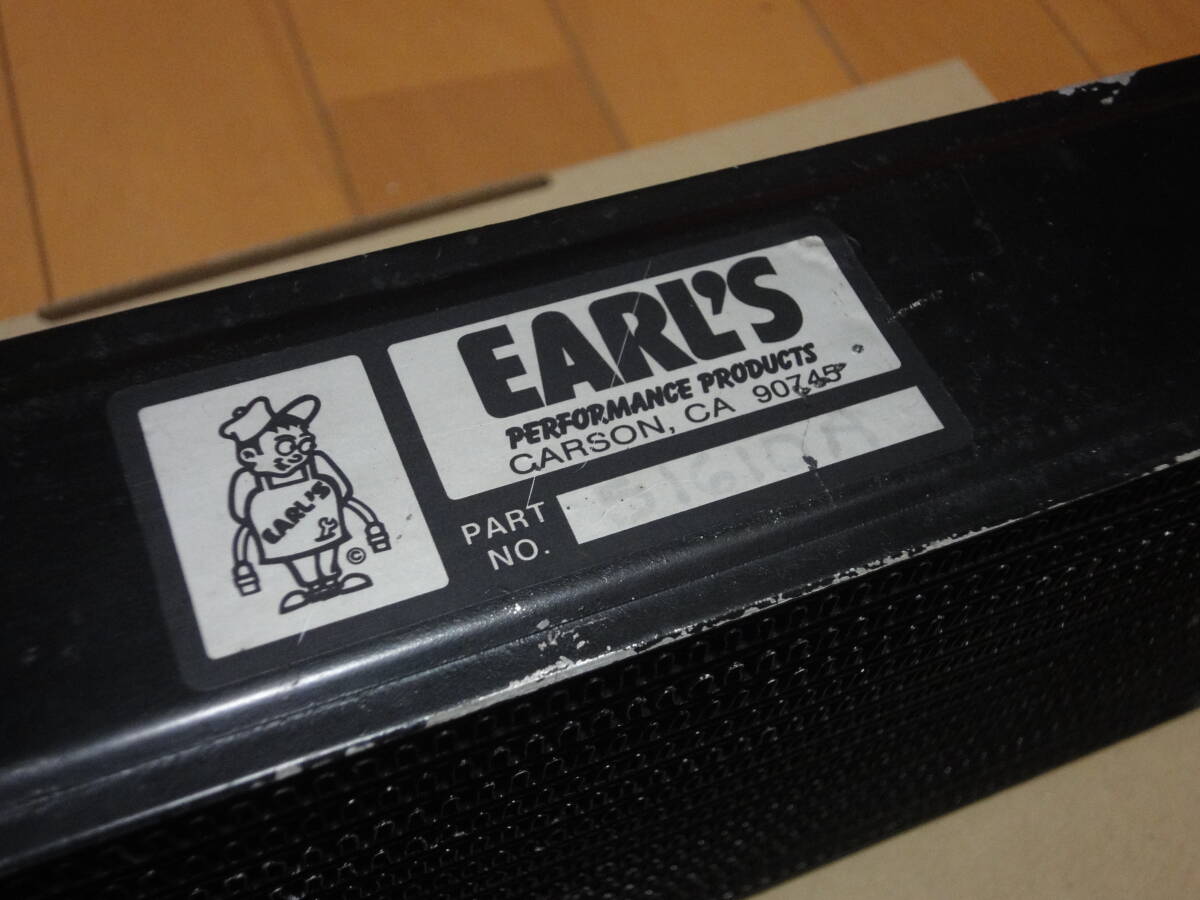 EARL'S
PERFORMANCE PRODUCTS
CARSON, CA 90745
EARL'S
©
PART
NO.